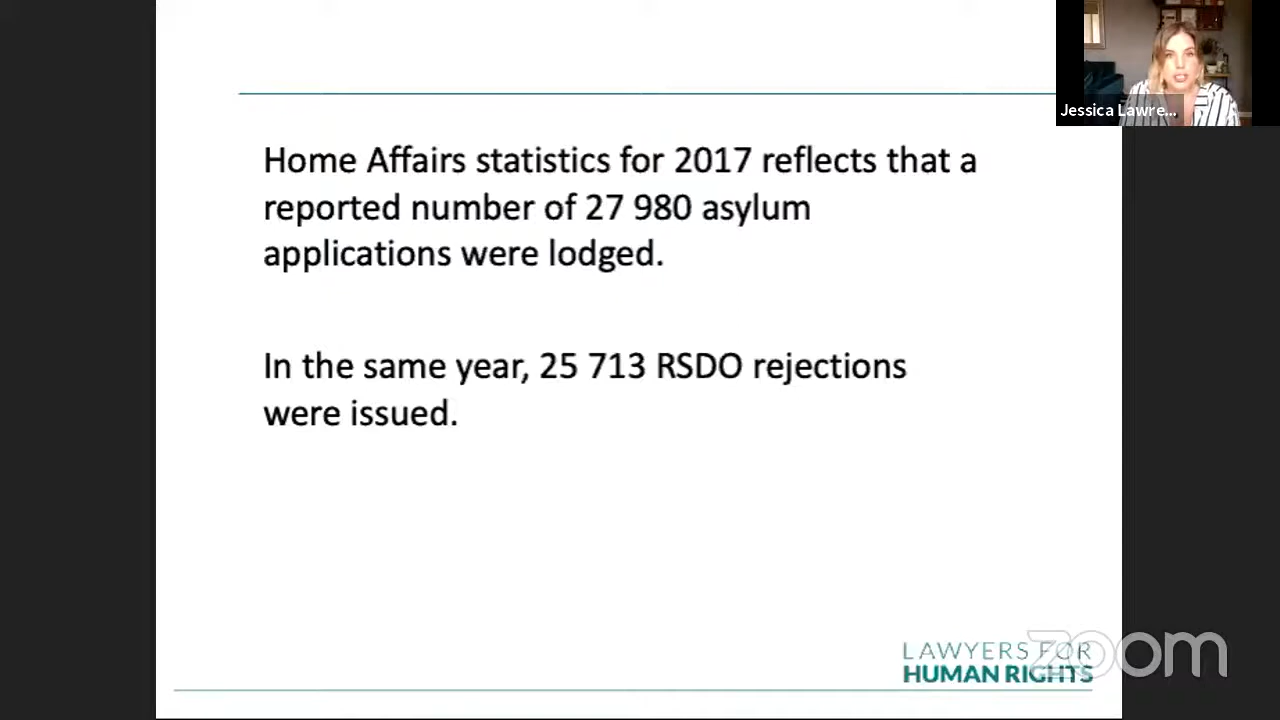 Jessica Lawre...
Home Affairs statistics for 2017 reflects that a
reported number of 27 980 asylum
applications were lodged.
In the same year, 25 713 RSDO rejections
were issued.
LAWYERS FOR
HUMAN RIGHTS
zoom